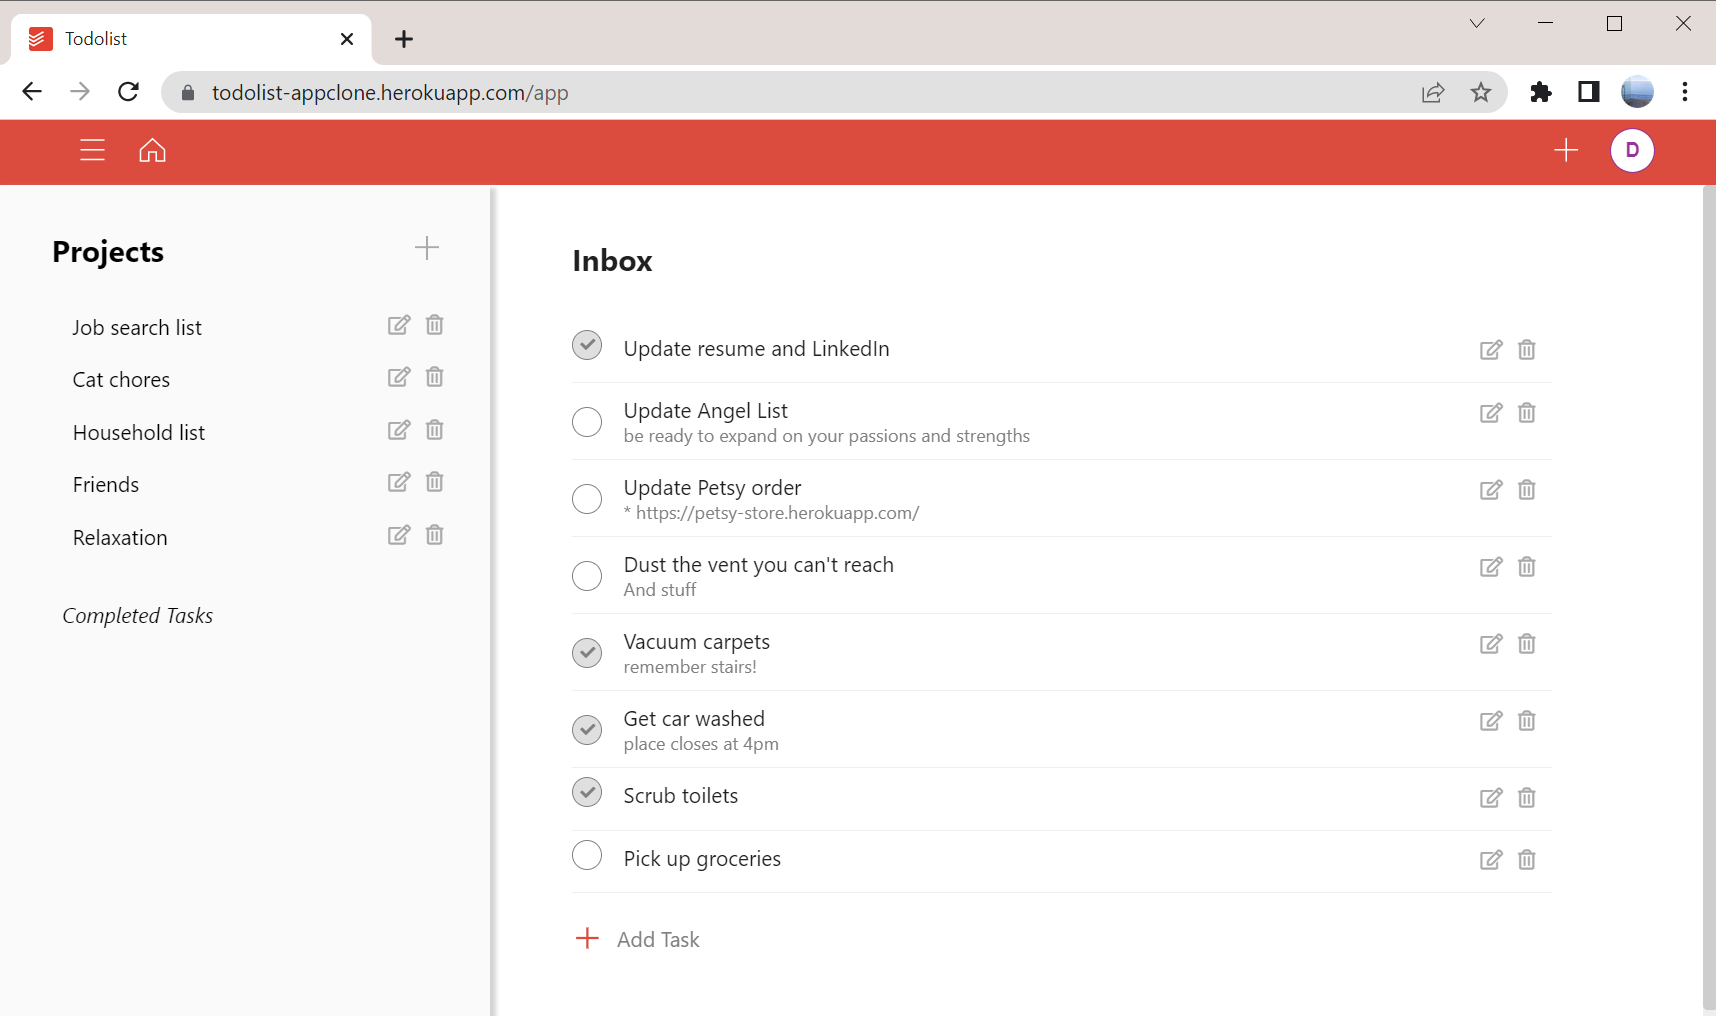 Todolist
todolist-appclone.herokuapp.com/app
D
Projects
Job search list
Cat chores
Household list
Friends
Relaxation
Completed Tasks
Inbox
Update resume and LinkedIn
Update Angel List
be ready to expand on your passions and strengths
Update Petsy order
* https://petsy-store.herokuapp.com/
Dust the vent you can't reach
And stuff
Vacuum carpets
remember stairs!
Get car washed
place closes at 4pm
Scrub toilets
Pick up groceries
Add Task